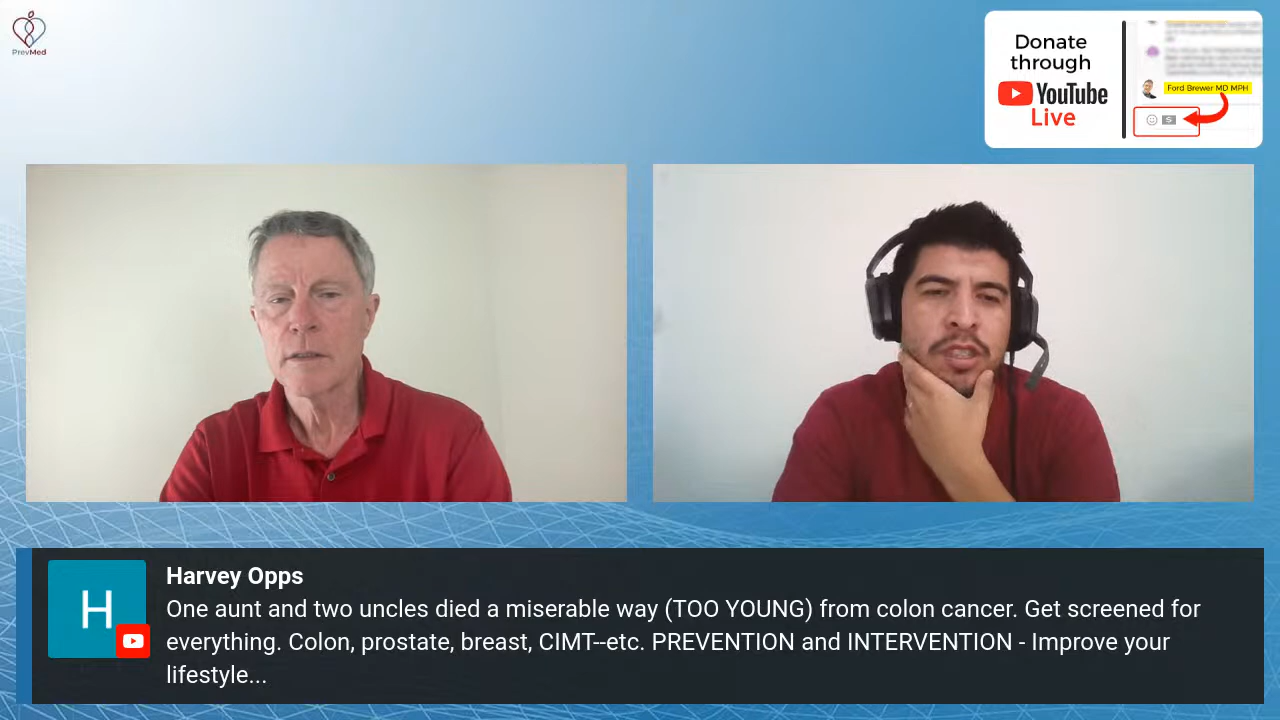 PrevMed
Donate
through
YouTube
Live
Ford Brewer MD MPH
S
H
Harvey Opps
One aunt and two uncles died a miserable way (TOO YOUNG) from colon cancer. Get screened for
everything. Colon, prostate, breast, CIMT--etc. PREVENTION and INTERVENTION - Improve your
lifestyle...